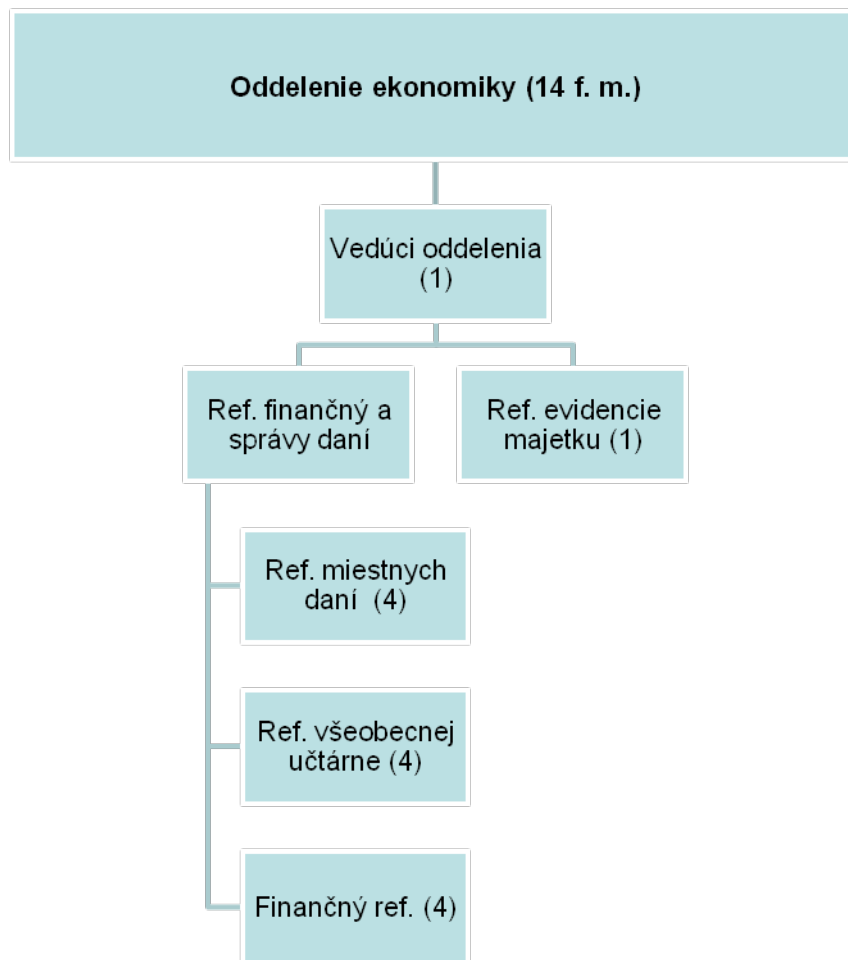 Oddelenie ekonomiky (14 f. m.)
Vedúci oddelenia
(1)
Ref. finančný a
správy daní
Ref. evidencie
majetku (1)
Ref. miestnych
daní  (4)
Ref. všeobecnej
učtárne (4)
Finančný ref. (4)